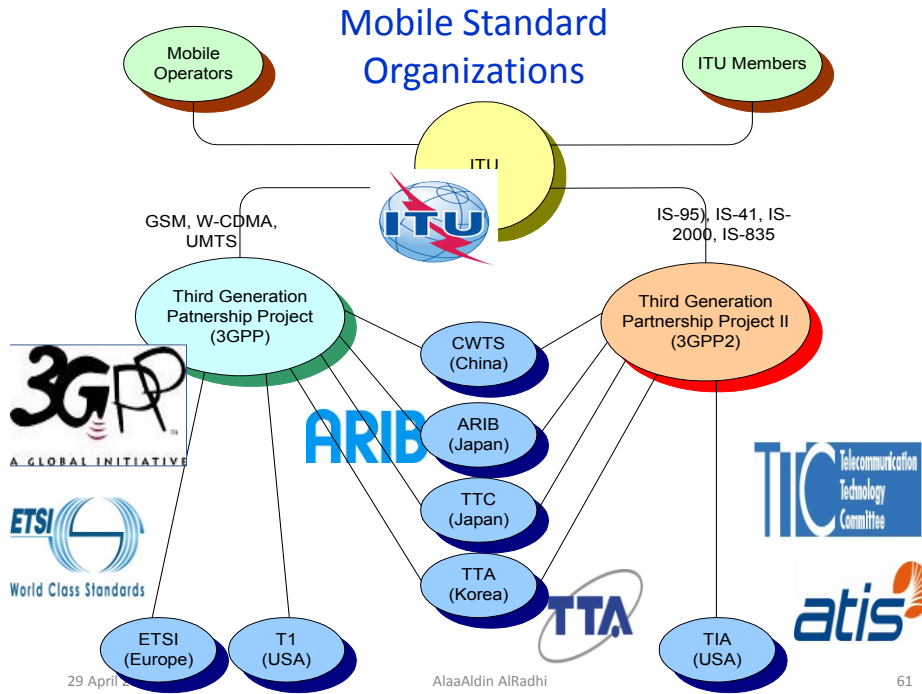 Mobile Standard
Organizations
Mobile
Operators
ITU Members
ITU
ITU
GSM, W-CDMA,
UMTS
IS-95), IS-41, IS-
2000, IS-835
Third Generation
Patnership Project
(3GPP)
Third Generation
Partnership Project II
(3GPP2)
CWTS
(China)
3GPP
TM
A GLOBAL INITIATIVE
ARIB
ARIB
(Japan)
TTC
Telecommunication
Technology
Committee
TTC
(Japan)
ETSI
World Class Standards
TTA
(Korea)
TTA
atis
ETSI
(Europe)
T1
(USA)
TIA
(USA)
29 April
AlaaAldin AlRadhi
61